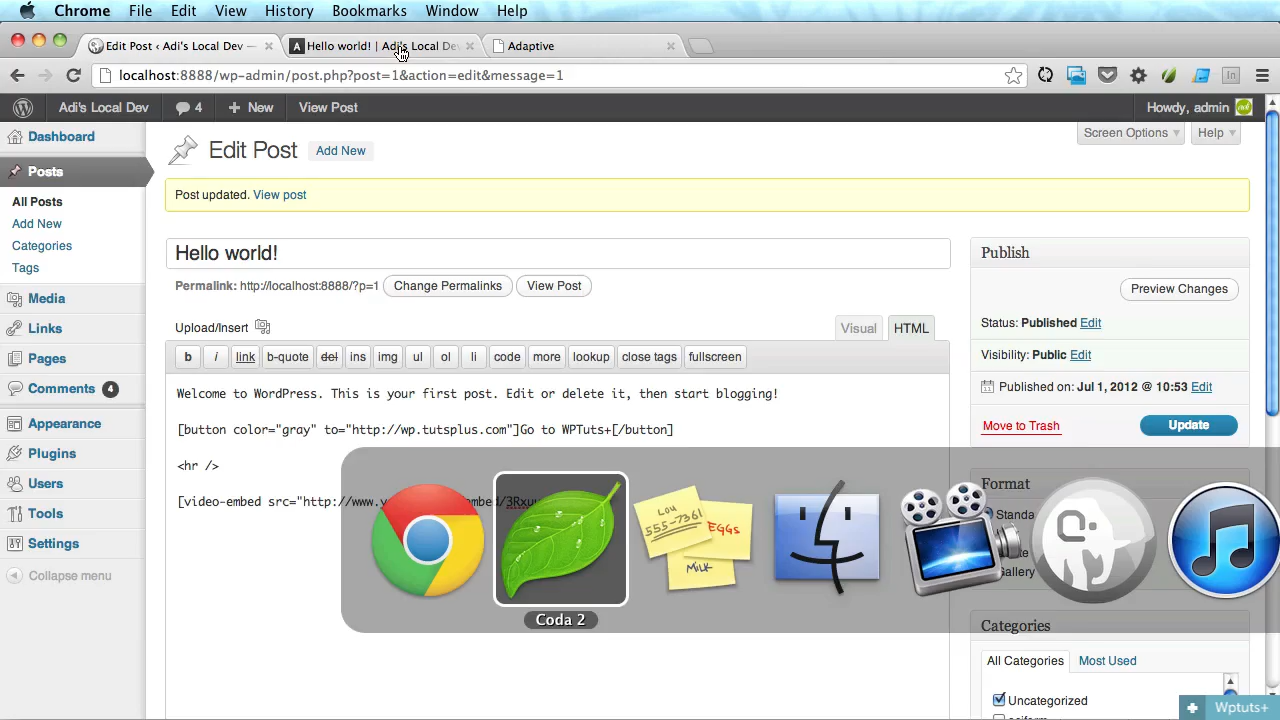 Chrome File Edit View History Bookmarks Window Help
Edit Post ‹ Adi's Local Dev —
Hello world! | Adi's Local Dev
Adaptive
localhost:8888/wp-admin/post.php?post=1&action=edit&message=1
Adi's Local Dev 4 + New View Post Howdy, admin
Dashboard
Posts
All Posts
Add New
Categories
Tags
Media
Links
Pages
Comments 4
Appearance
Plugins
Users
Tools
Settings
Collapse menu
Screen Options Help
Edit Post Add New
Post updated. View post
Hello world!
Permalink: http://localhost:8888/?p=1 Change Permalinks View Post
Upload/Insert Visual HTML
b i link b-quote del ins img ul ol li code more lookup close tags fullscreen
Welcome to WordPress. This is your first post. Edit or delete it, then start blogging!
[button color="gray" to="http://wp.tutsplus.com"]Go to WPTuts+[/button]
<hr />
[video-embed src="http://www.y
Publish
Preview Changes
Status: Published Edit
Visibility: Public Edit
Published on: Jul 1, 2012 @ 10:53 Edit
Move to Trash Update
Format
Standa
Gallery
Categories
All Categories Most Used
Uncategorized
Lou
555-7361
EGGS
MILK
Coda 2
+ Wptuts+